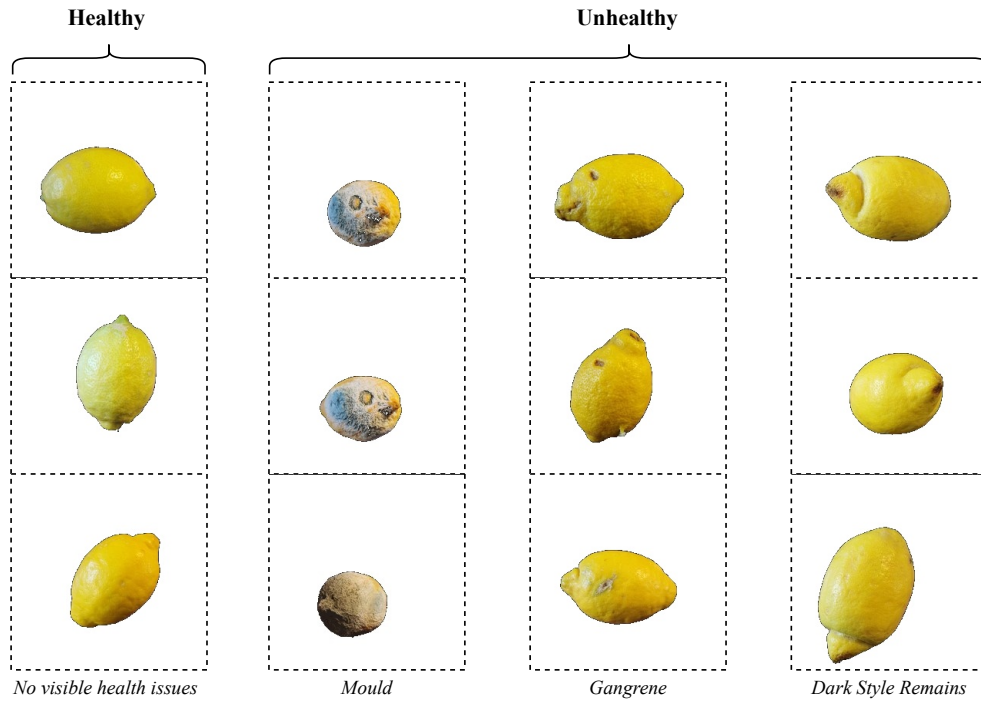 Healthy
Unhealthy
No visible health issues
Mould
Gangrene
Dark Style Remains